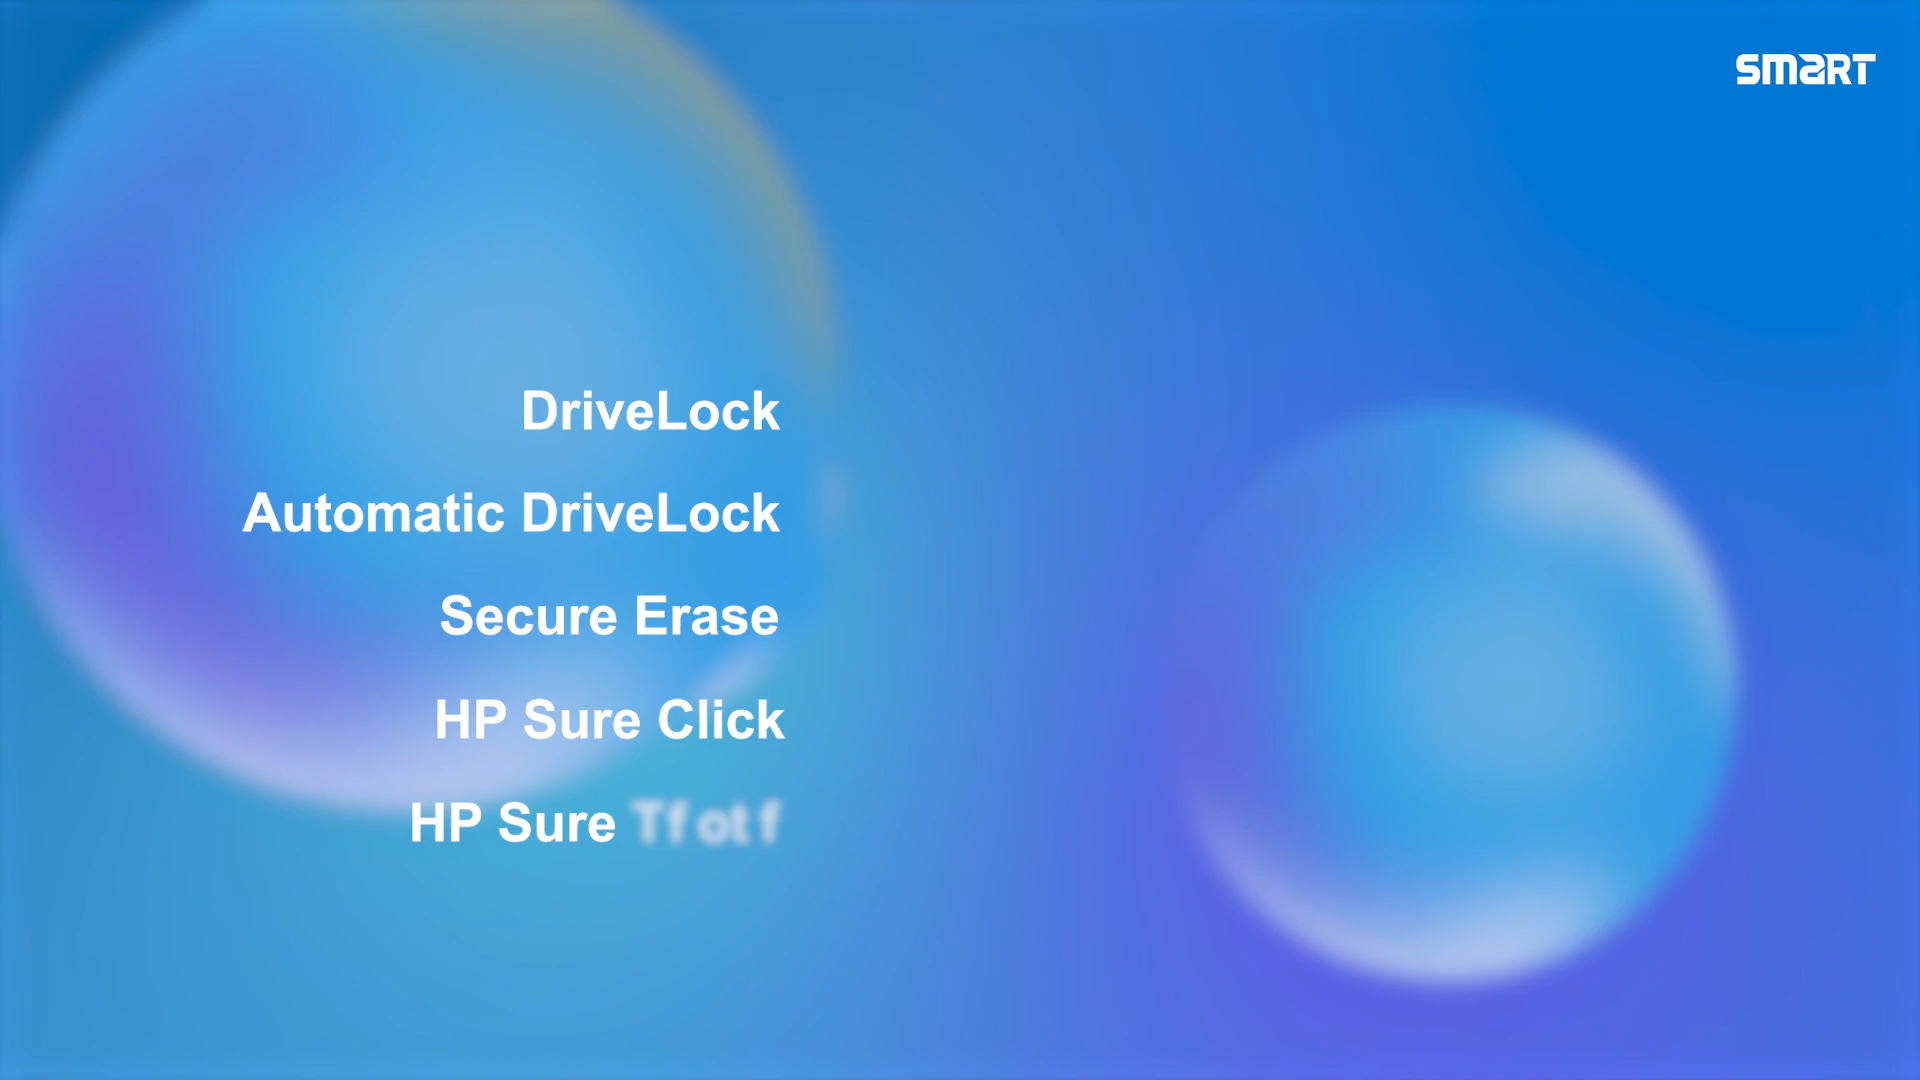 smart
DriveLock
Automatic DriveLock
Secure Erase
HP Sure Click
HP Sure